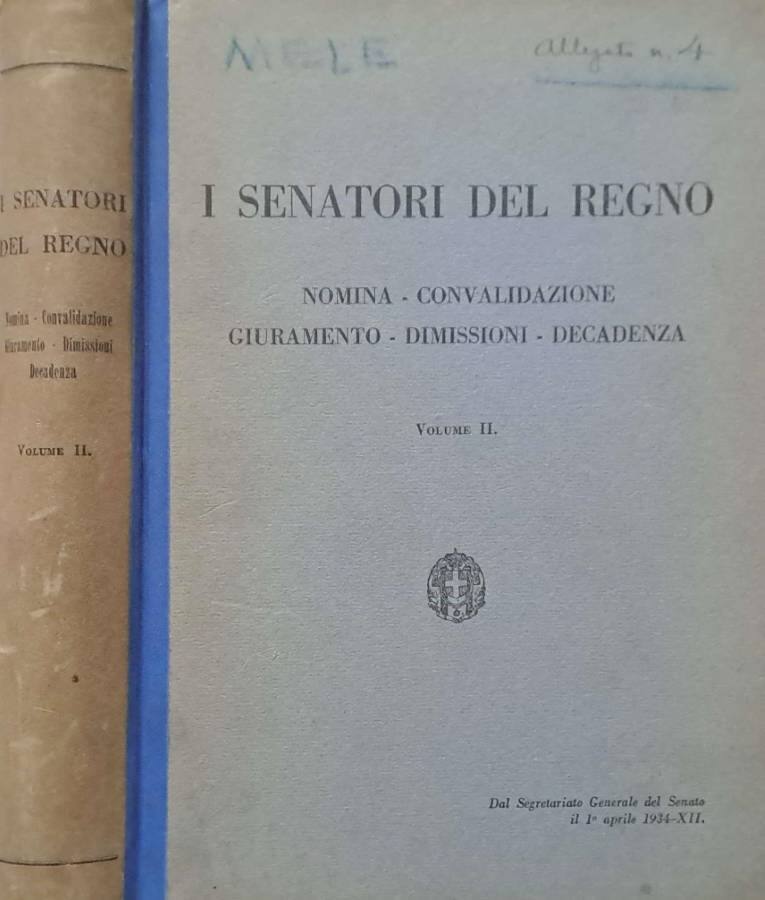 I SENATORI
DEL REGNO
Nomina - Convalidazione
Giuramento - Dimissioni
Decadenza
VOLUME II.
MELE
Allegato n. 4
I SENATORI DEL REGNO
NOMINA - CONVALIDAZIONE
GIURAMENTO - DIMISSIONI - DECADENZA
VOLUME II.
Dal Segretariato Generale del Senato
il 1º aprile 1934-XII.